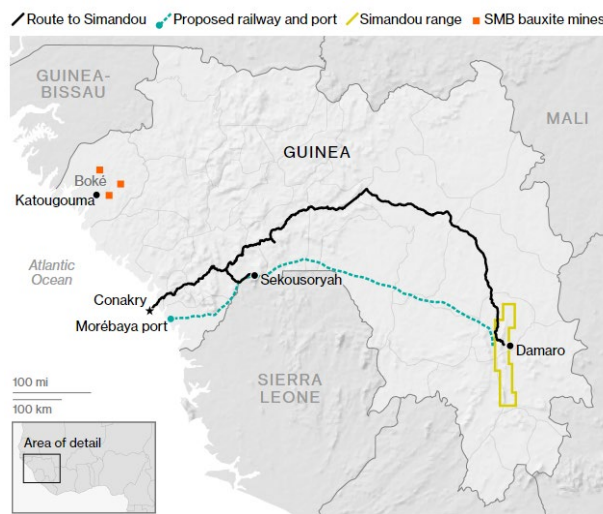 Route to Simandou Proposed railway and port Simandou range SMB bauxite mines
GUINEA-
BISSAU
MALI
GUINEA
Boké
Katougouma
Atlantic
Ocean
Sekousoryah
Conakry
Morébaya port
Damaro
100 mi
100 km
SIERRA
LEONE
Area of detail